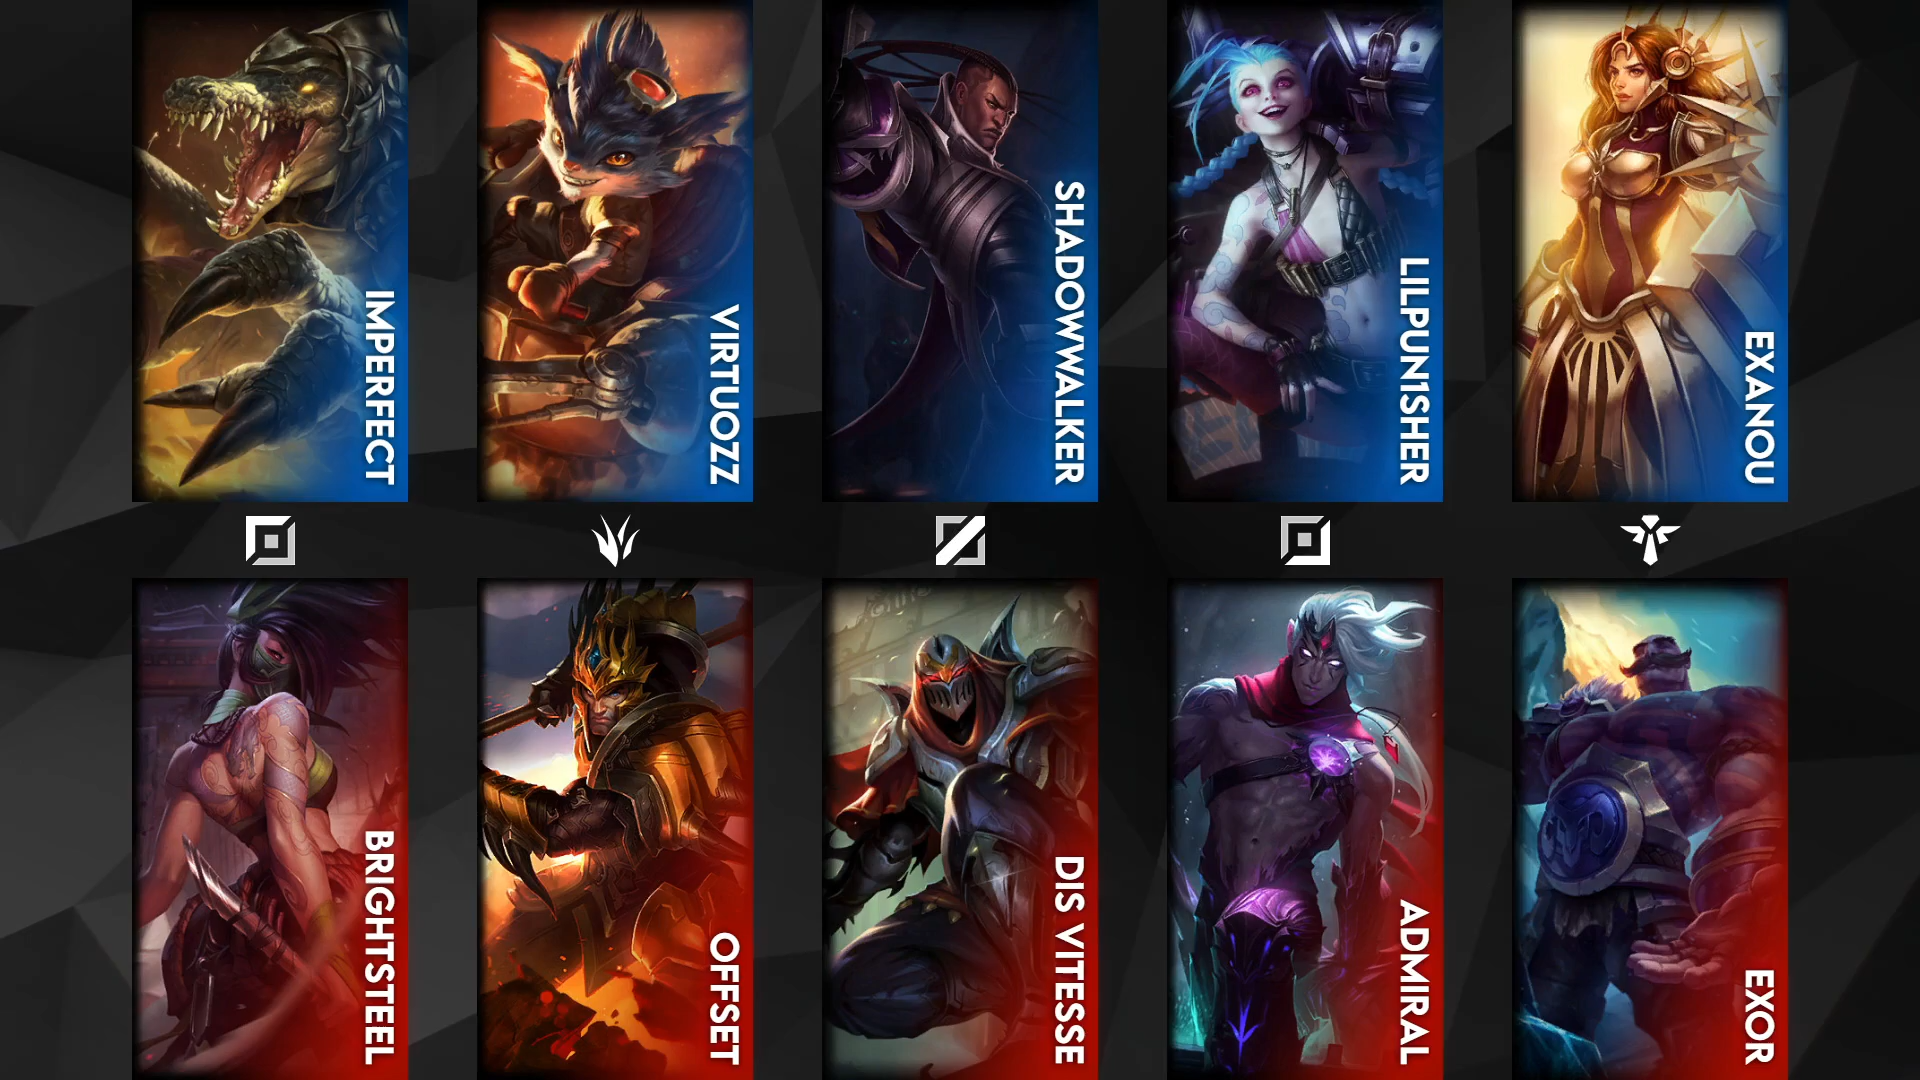 IMPERFECT
VIRTUOZZ
SHADOWWALKER
LILPUN1SHER
EXANOU
BRIGHTSTEEL
OFFSET
DIS VITESSE
ADMIRAL
EXOR